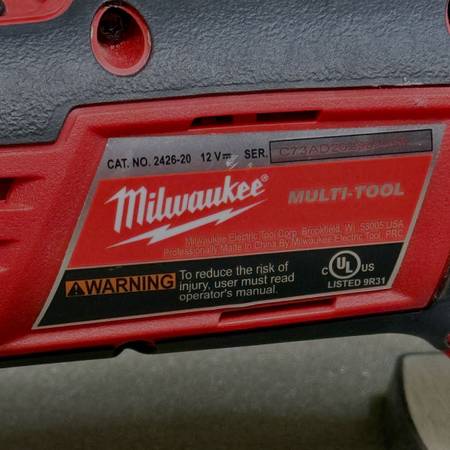 CAT. NO. 2426-20 12 V⎓ SER.
Milwaukee®
MULTI-TOOL
Milwaukee Electric Tool Corp. Brookfield, WI 53005 USA
Professionally Made in China By Milwaukee Electric Tool PRC
WARNING To reduce the risk of
injury, user must read
operator's manual.
C UL US
LISTED 9R31